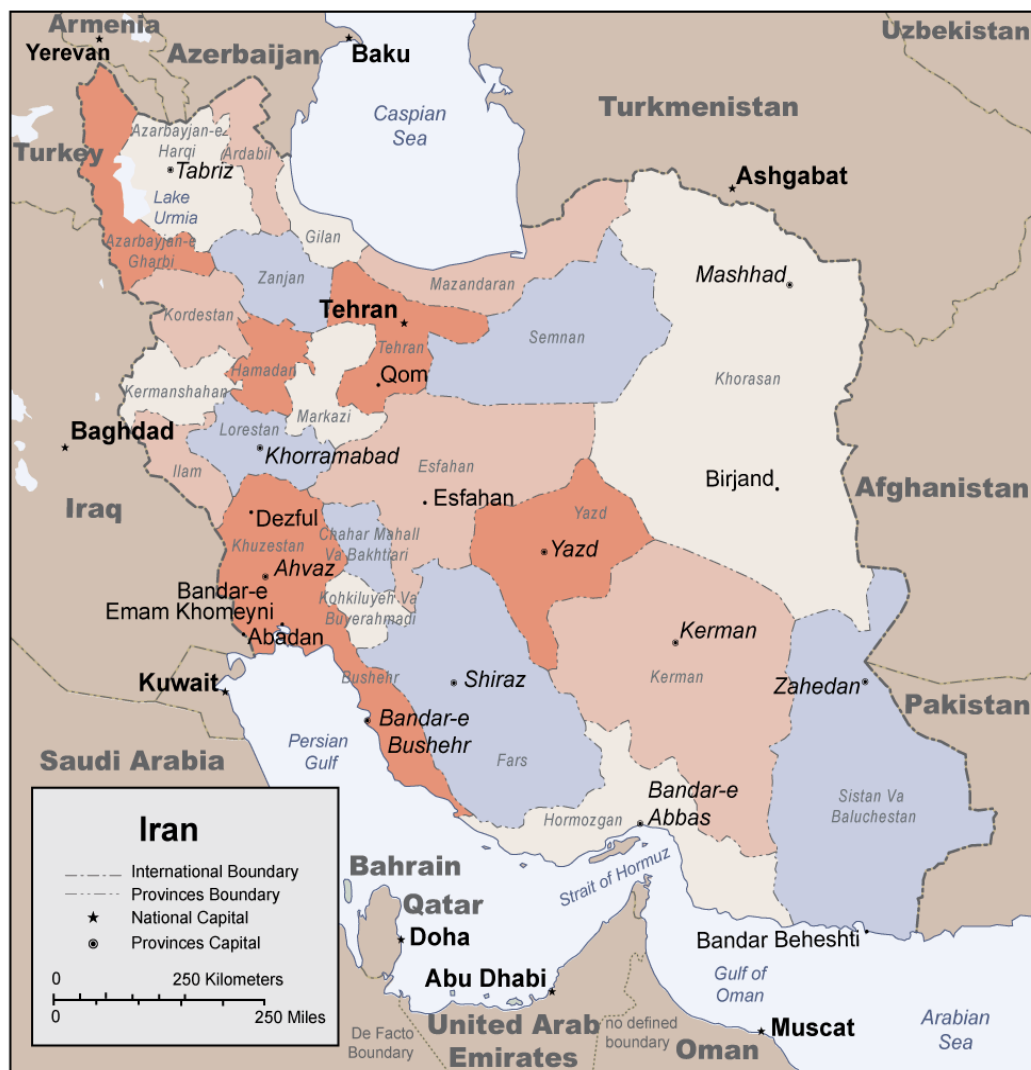 Armenia
Yerevan
Azerbaijan
Baku
Uzbekistan
Caspian
Sea
Turkmenistan
Turkey
Azarbayjan-e
Harqi
Ardabil
Tabriz
Lake
Urmia
Ashgabat
Azarbayjan-e
Gharbi
Gilan
Zanjan
Mazandaran
Mashhad
Kordestan
Tehran
Tehran
Semnan
Hamadan
Qom
Khorasan
Kermanshahan
Markazi
Baghdad
Lorestan
Khorramabad
Ilam
Esfahan
Esfahan
Birjand
Afghanistan
Iraq
Dezful
Khuzestan
Chahar Mahall
Va Bakhtiari
Yazd
Yazd
Ahvaz
Bandar-e
Emam Khomeyni
Kohkiluyeh Va
Buyerahmadi
Abadan
Kerman
Kerman
Kuwait
Bushehr
Shiraz
Zahedan
Pakistan
Bandar-e
Bushehr
Persian
Gulf
Saudi Arabia
Fars
Bandar-e
Abbas
Hormozgan
Sistan Va
Baluchestan
Strait of Hormuz
Bahrain
Qatar
Doha
Abu Dhabi
Bandar Beheshti
Gulf of
Oman
Muscat
Arabian
Sea
De Facto
Boundary
United Arab
Emirates
no defined
boundary
Oman
Iran
International Boundary
Provinces Boundary
National Capital
Provinces Capital
0 250 Kilometers
0 250 Miles